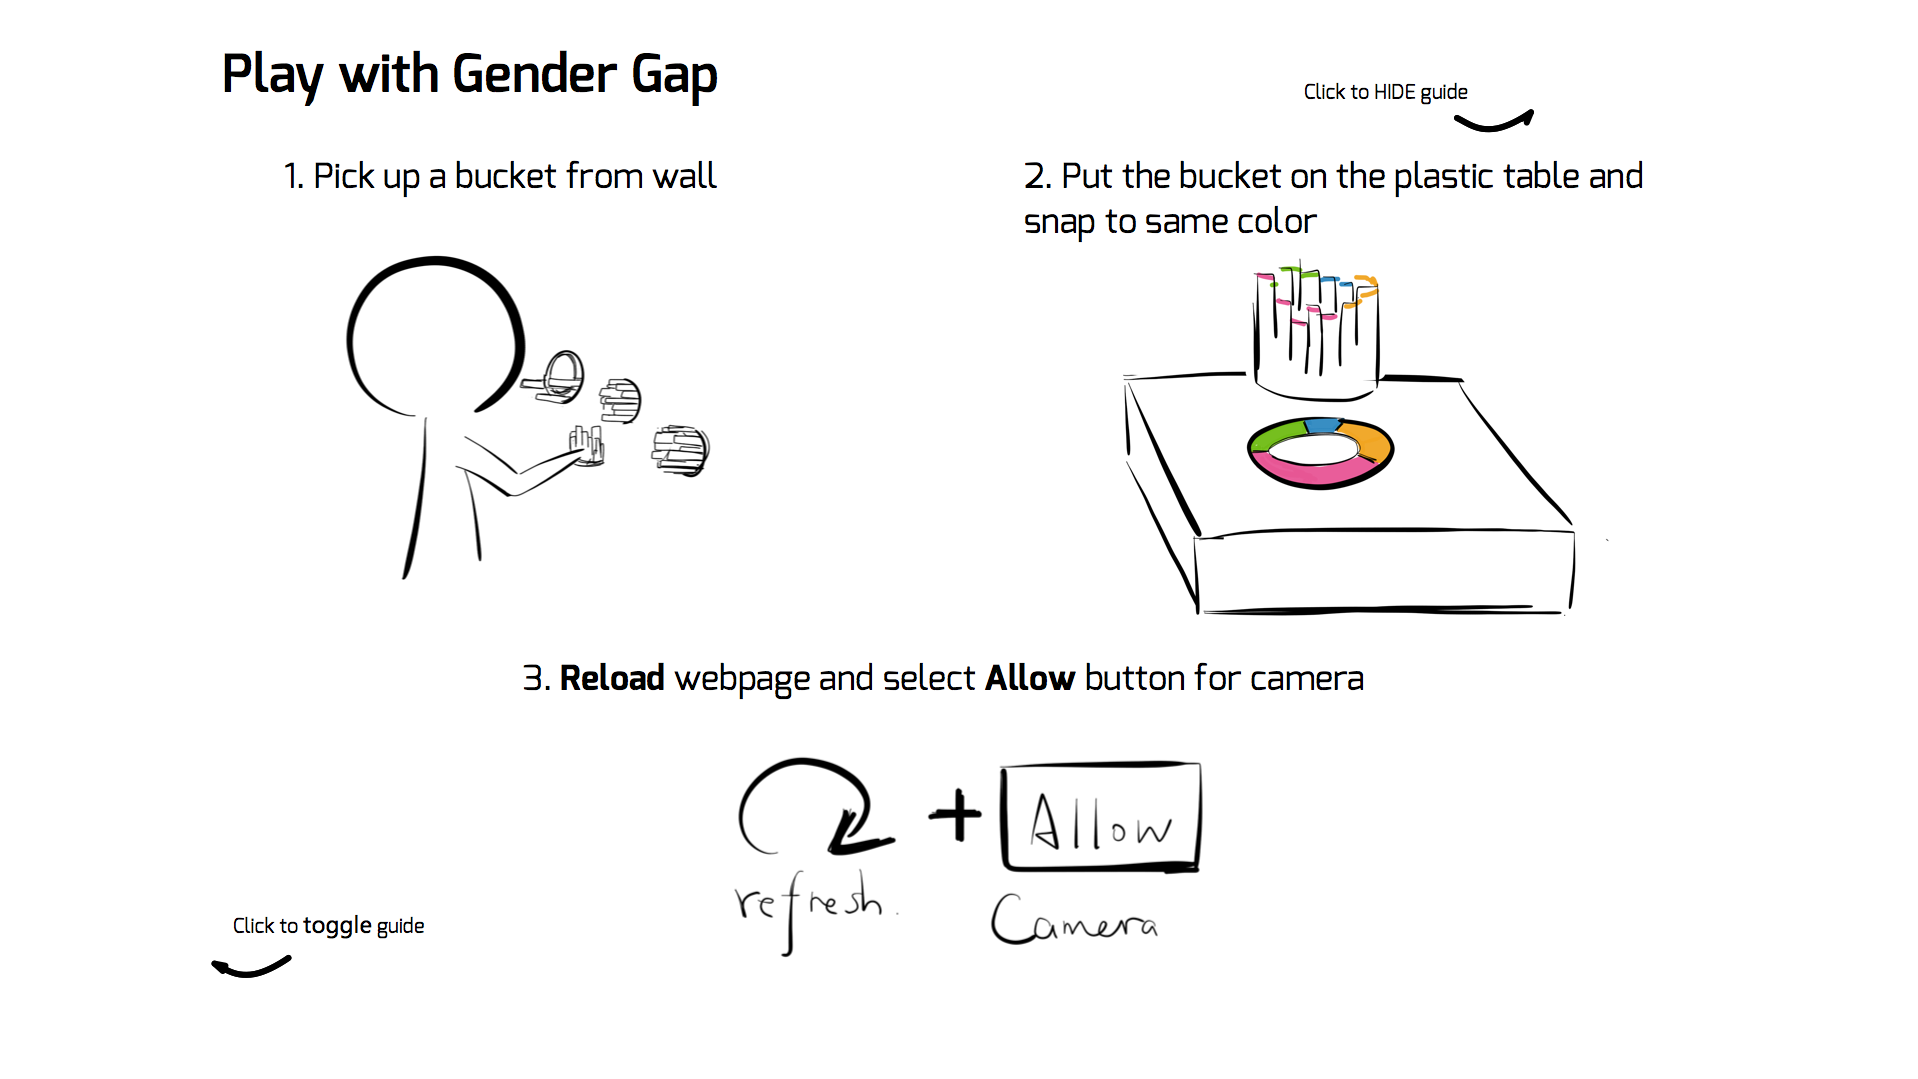 Play with Gender Gap
Click to HIDE guide
1. Pick up a bucket from wall
2. Put the bucket on the plastic table and
snap to same color
3. Reload webpage and select Allow button for camera
Allow
refresh.
Camera
Click to toggle guide